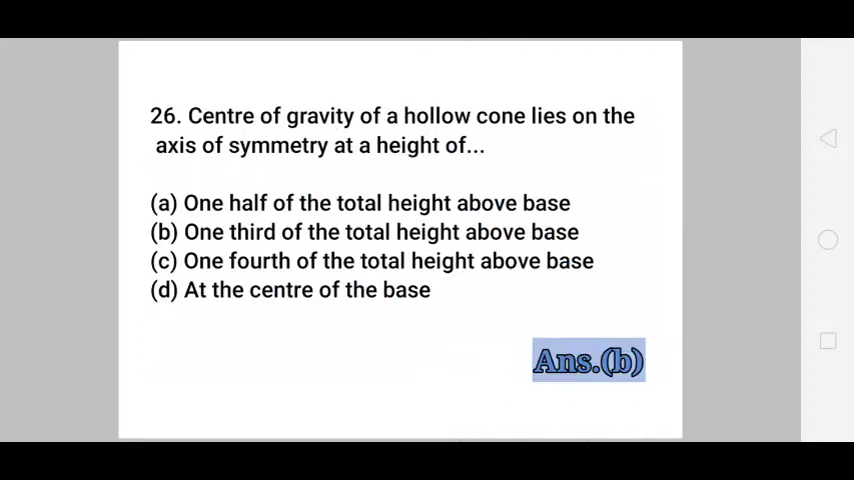 26. Centre of gravity of a hollow cone lies on the
axis of symmetry at a height of...
(a) One half of the total height above base
(b) One third of the total height above base
(c) One fourth of the total height above base
(d) At the centre of the base
Ans.(b)